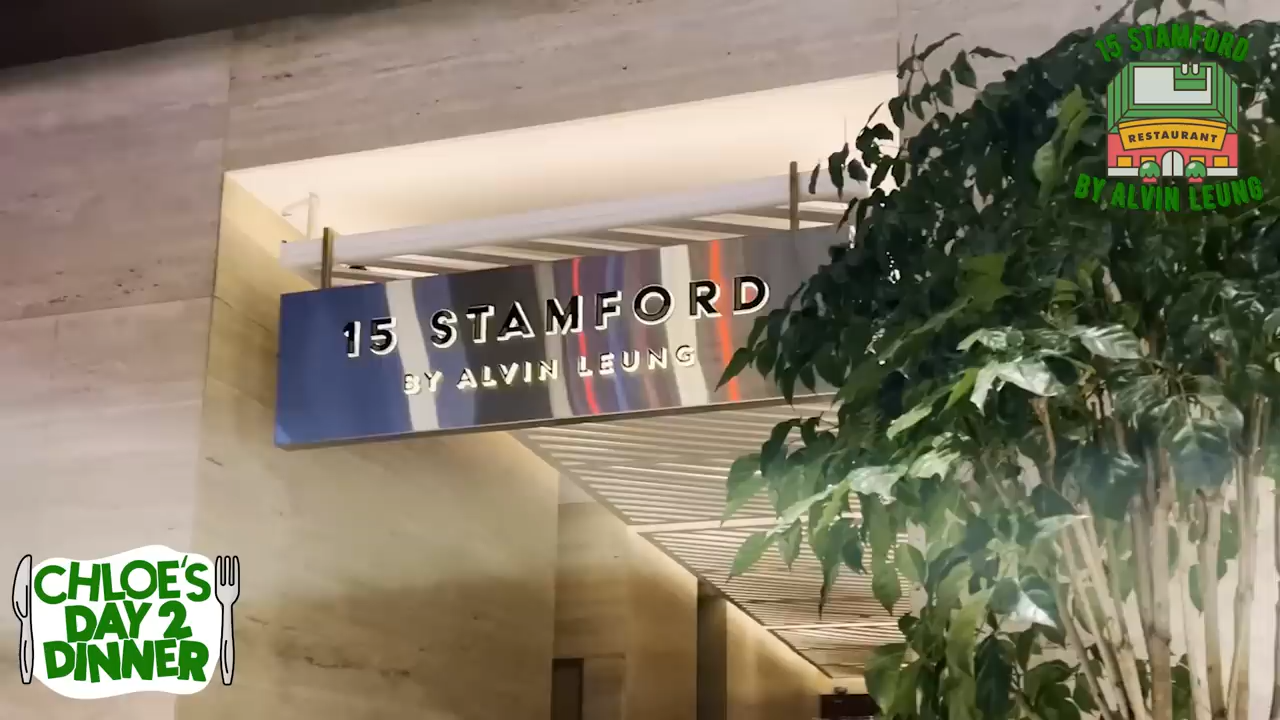 15 STAMFORD
RESTAURANT
BY ALVIN LEUNG
15 STAMFORD
BY ALVIN LEUNG
CHLOE'S
DAY 2
DINNER